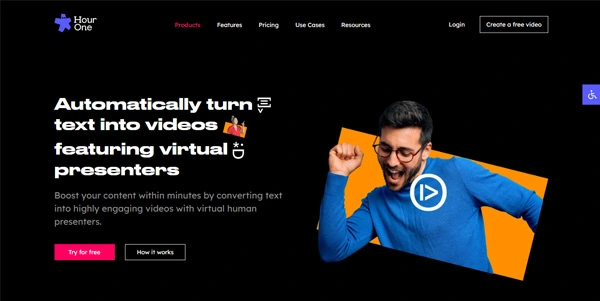 Hour
One
Products Features Pricing Use Cases Resources Login Create a free video
Automatically turn
text into videos
featuring virtual
presenters
Boost your content within minutes by converting text
into highly engaging videos with virtual human
presenters.
Try for free How it works